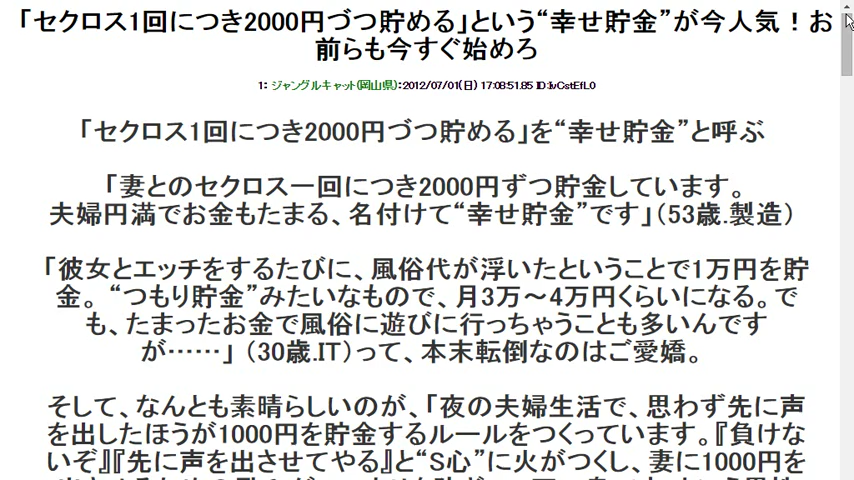 「セクロス1回につき2000円づつ貯める」という“幸せ貯金”が今人気！お
前らも今すぐ始めろ
1: ジャングルキャット(岡山県):2012/07/01(日) 17:08:51.85 ID:IvCstEfL0
「セクロス1回につき2000円づつ貯める」を“幸せ貯金”と呼ぶ
「妻とのセクロス一回につき2000円ずつ貯金しています。
夫婦円満でお金もたまる、名付けて“幸せ貯金”です」（53歳.製造）
「彼女とエッチをするたびに、風俗代が浮いたということで1万円を貯
金。“つもり貯金”みたいなもので、月3万～4万円くらいになる。で
も、たまったお金で風俗に遊びに行っちゃうことも多いんです
が……」（30歳.IT）って、本末転倒なのはご愛嬌。
そして、なんとも素晴らしいのが、「夜の夫婦生活で、思わず先に声
を出したほうが1000円を貯金するルールをつくっています。『負けな
いぞ』『先に声を出させてやる』と“S心”に火がつくし、妻に1000円を